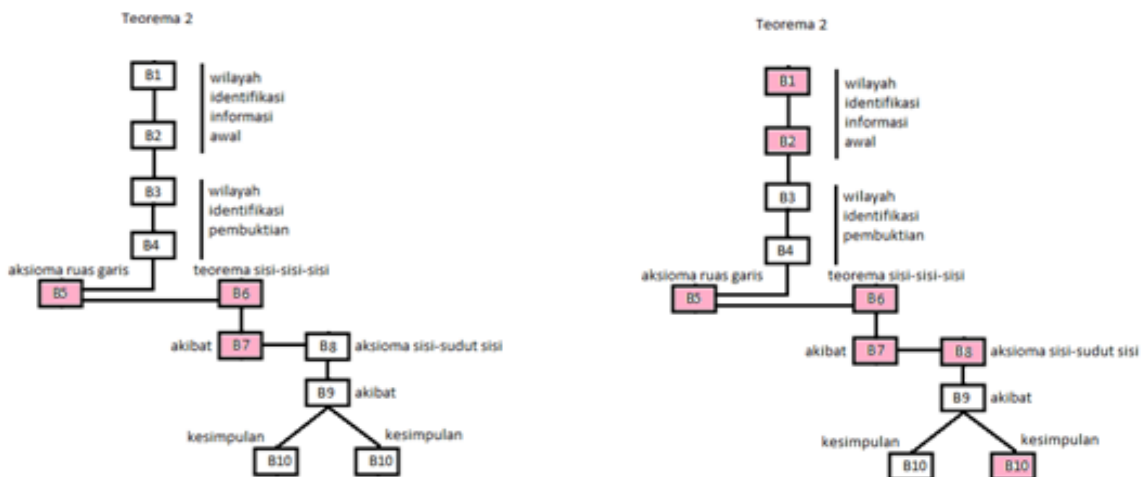 Teorema 2
B1
wilayah
identifikasi
informasi
awal
B2
B3
wilayah
identifikasi
pembuktian
B4
aksioma ruas garis
teorema sisi-sisi-sisi
B5
B6
akibat
B7
B8
aksioma sisi-sudut sisi
B9
akibat
kesimpulan
kesimpulan
B10
B10
Teorema 2
B1
wilayah
identifikasi
informasi
awal
B2
B3
wilayah
identifikasi
pembuktian
B4
aksioma ruas garis
teorema sisi-sisi-sisi
B5
B6
akibat
B7
B8
aksioma sisi-sudut sisi
B9
akibat
kesimpulan
kesimpulan
B10
B10